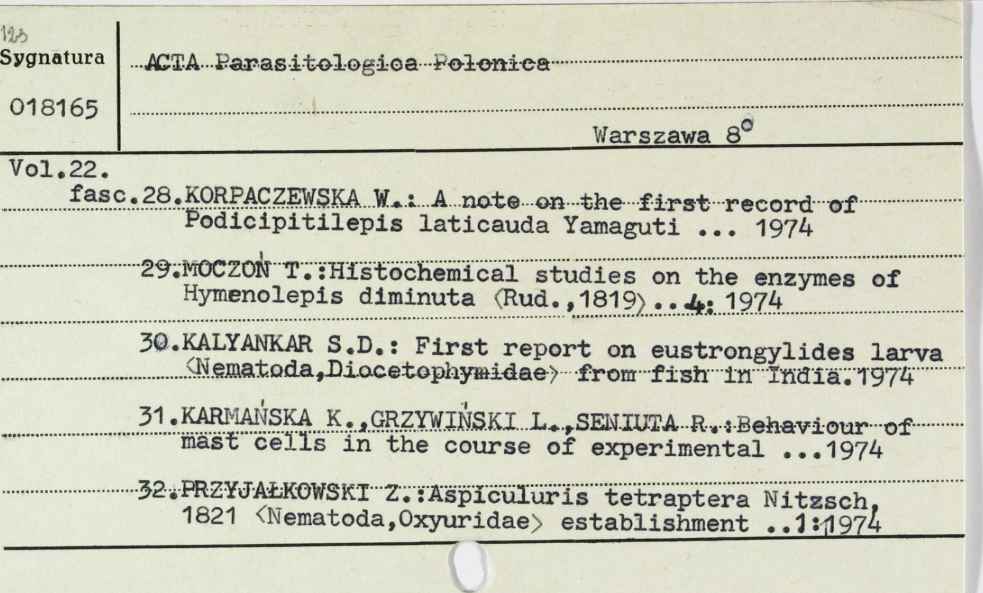 123
Sygnatura
ACTA Parasitologica Polonica
018165
Warszawa 8°
Vol.22.
fasc.28.KORPACZEWSKA W.: A note on the first record of
Podicipitilepis laticauda Yamaguti ... 1974
29.MOCZOŃ T.:Histochemical studies on the enzymes of
Hymenolepis diminuta <Rud.,1819>..4: 1974
30.KALYANKAR S.D.: First report on eustrongylides larva
<Nematoda,Diocetophymidae> from fish in India.1974
31.KARMAŃSKA K.,GRZYWIŃSKI L.,SENIUTA R.:Behaviour of
mast cells in the course of experimental ...1974
32.PRZYJAŁKOWSKI Z.:Aspiculuris tetraptera Nitzsch,
1821 <Nematoda,Oxyuridae> establishment ..1:1974